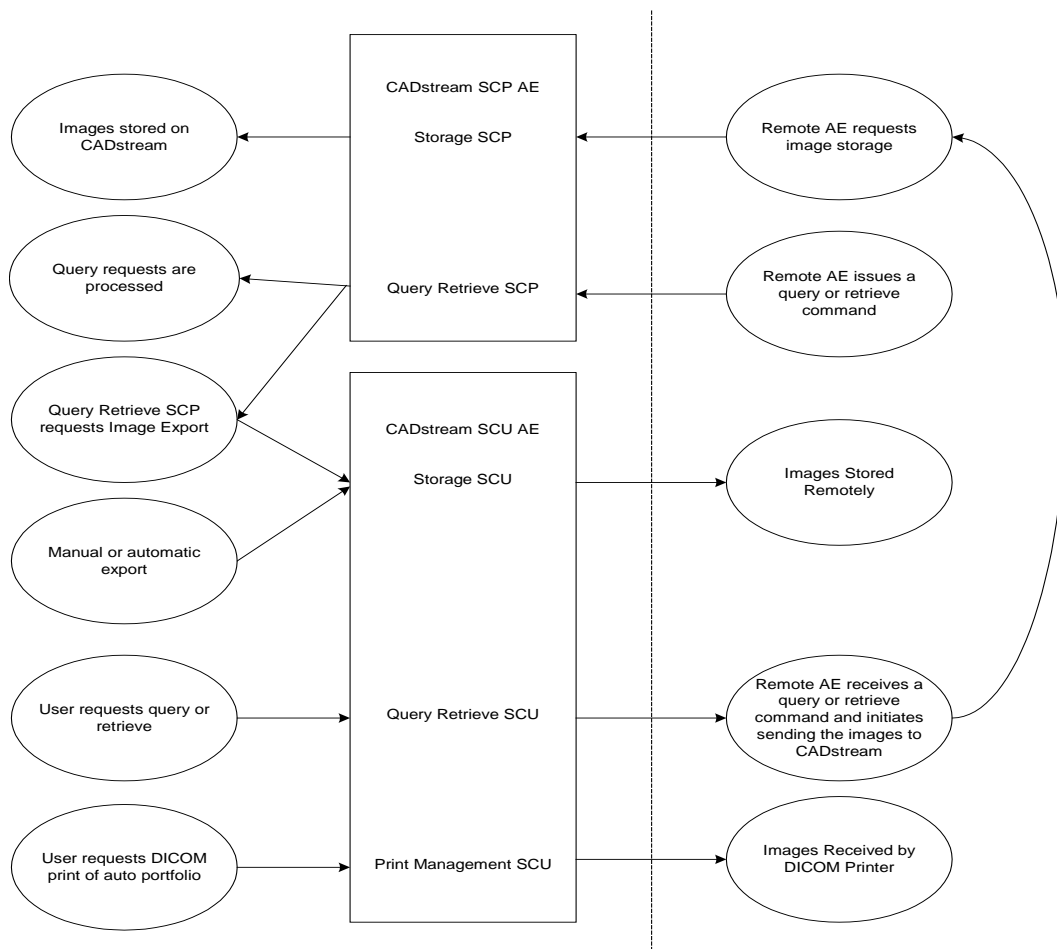 CADstream SCP AE
Images stored on
CADstream
Storage SCP
Remote AE requests
image storage
Query requests are
processed
Query Retrieve SCP
Remote AE issues a
query or retrieve
command
Query Retrieve SCP
requests Image Export
CADstream SCU AE
Storage SCU
Images Stored
Remotely
Manual or automatic
export
User requests query or
retrieve
Query Retrieve SCU
Remote AE receives a
query or retrieve
command and initiates
sending the images to
CADstream
User requests DICOM
print of auto portfolio
Print Management SCU
Images Received by
DICOM Printer